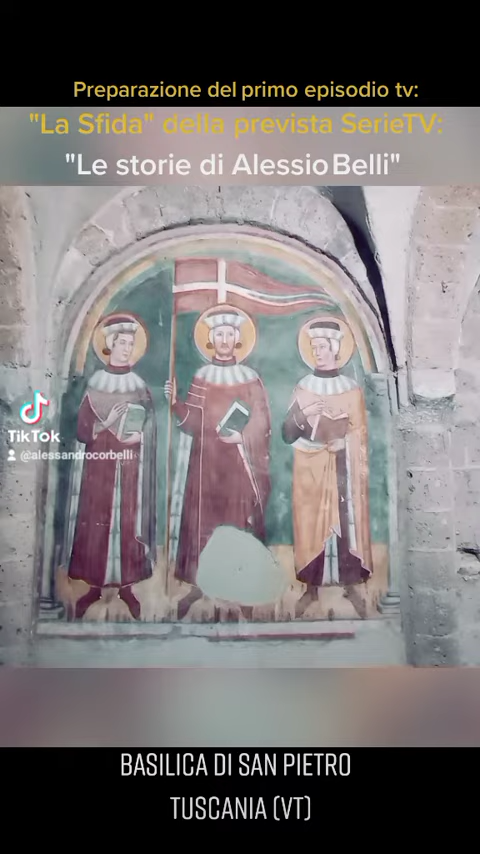 Preparazione del primo episodio tv:
"La Sfida" della prevista SerieTV:
"Le storie di Alessio Belli"
TikTok
@alessandrocorbelli
BASILICA DI SAN PIETRO
TUSCANIA (VT)